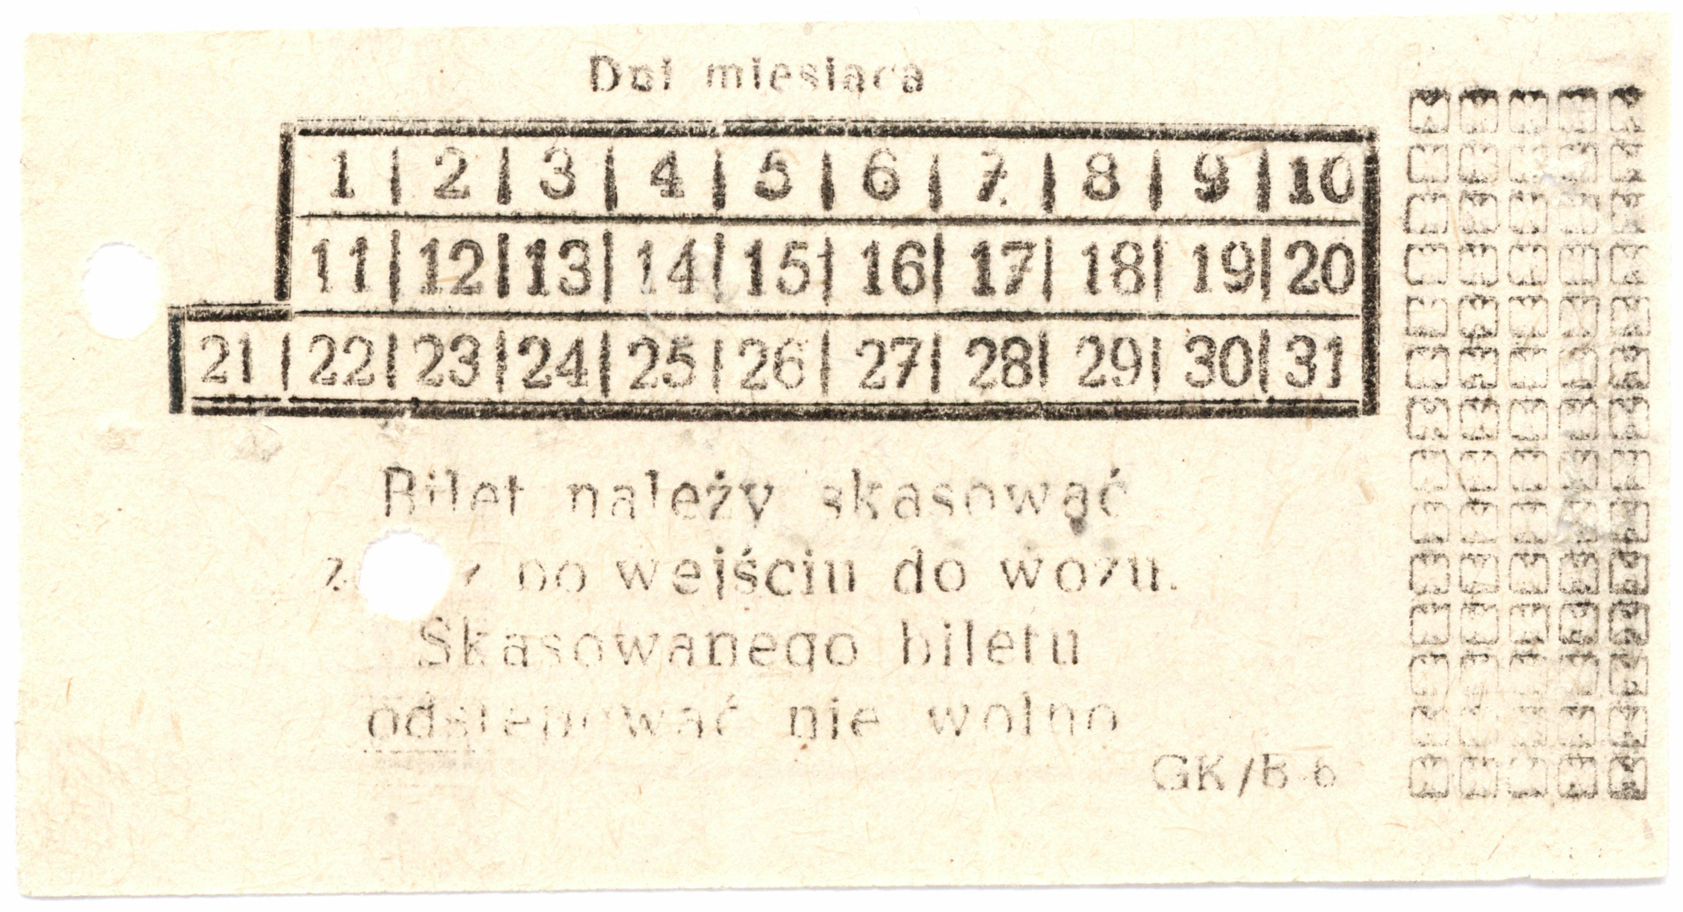 Dni miesiąca
1 | 2 | 3 | 4 | 5 | 6 | 7 | 8 | 9 | 10
11 | 12 | 13 | 14 | 15 | 16 | 17 | 18 | 19 | 20
21 | 22 | 23 | 24 | 25 | 26 | 27 | 28 | 29 | 30 | 31
Bilet należy skasować
po wejściu do wozu.
Skasowanego biletu
odstępować nie wolno